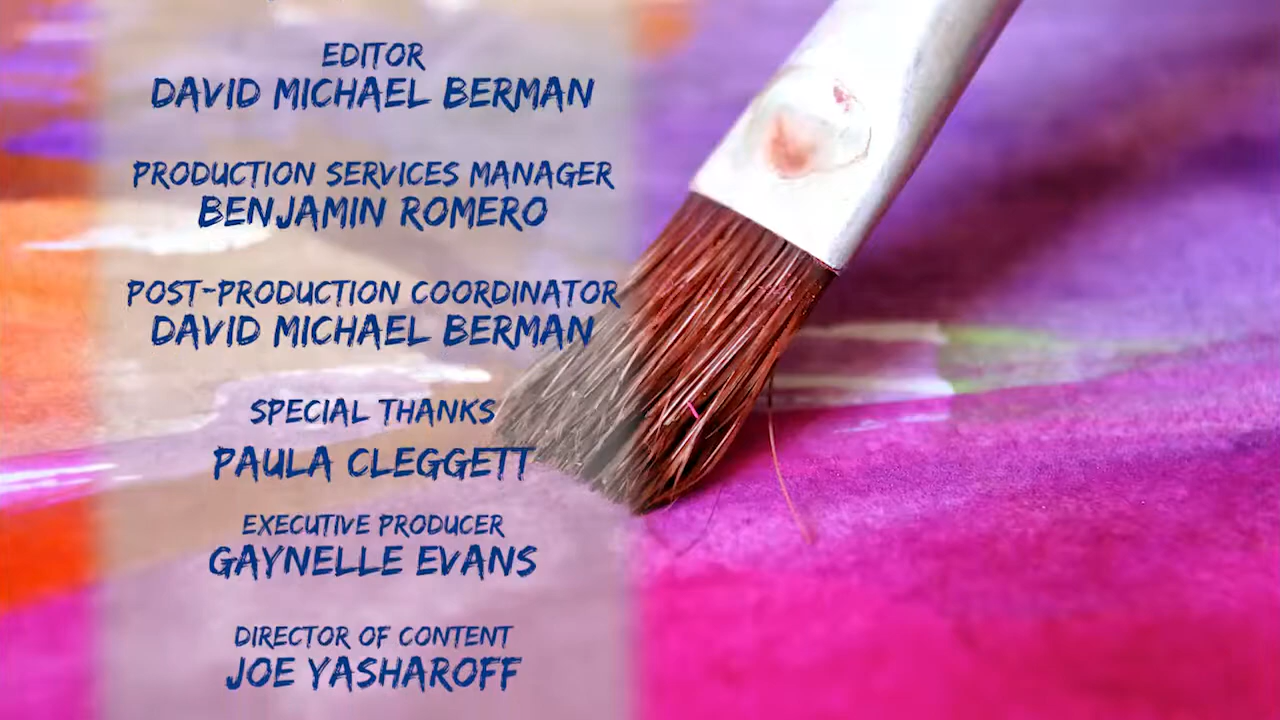 EDITOR
DAVID MICHAEL BERMAN
PRODUCTION SERVICES MANAGER
BENJAMIN ROMERO
POST-PRODUCTION COORDINATOR
DAVID MICHAEL BERMAN
SPECIAL THANKS
PAULA CLEGGETT
EXECUTIVE PRODUCER
GAYNELLE EVANS
DIRECTOR OF CONTENT
JOE YASHAROFF